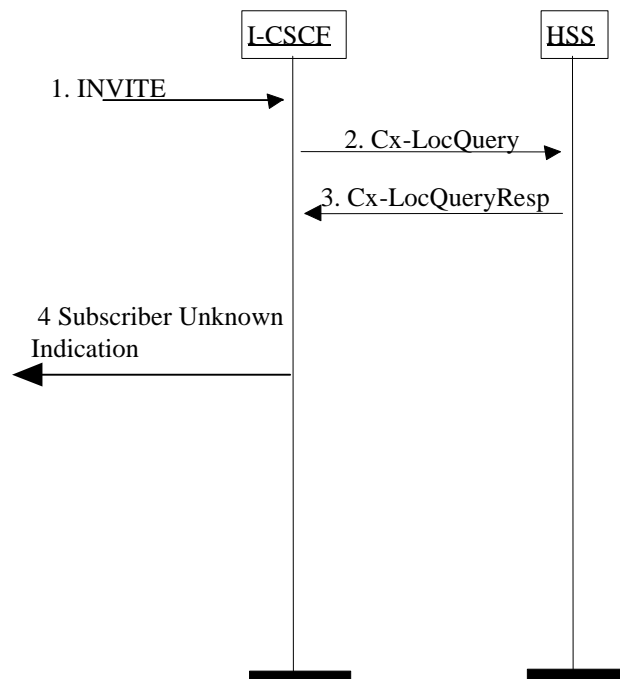 I-CSCF
HSS
1. INVITE
2. Cx-LocQuery
3. Cx-LocQueryResp
4 Subscriber Unknown
Indication